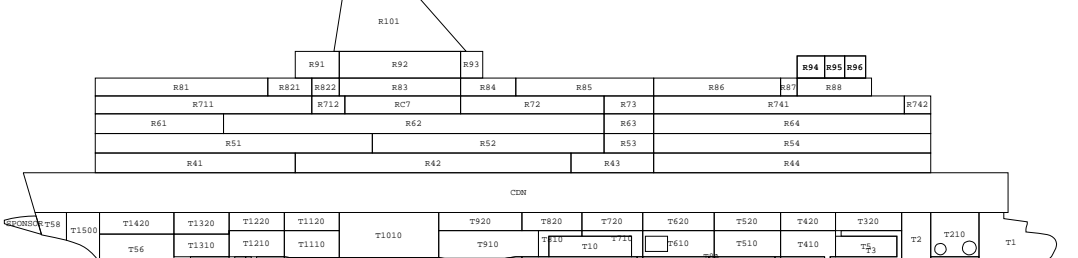 R101
R91 R92 R93 R94 R95 R96
R81 R821 R822 R83 R84 R85 R86 R87 R88
R711 R712 RC7 R72 R73 R741 R742
R61 R62 R63 R64
R51 R52 R53 R54
R41 R42 R43 R44
CDN
SPONSOR T58 T1500 T1420 T1320 T1220 T1120 T1010 T920 T820 T720 T620 T520 T420 T320 T2 T210 T1
T56 T1310 T1210 T1110 T910 T810 T10 T710 T610 T510 T410 T5 T3